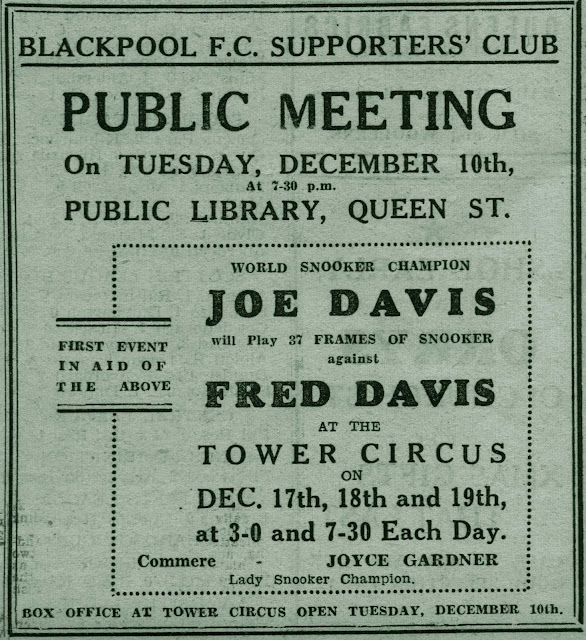 BLACKPOOL F.C. SUPPORTERS' CLUB
PUBLIC MEETING
On TUESDAY, DECEMBER 10th,
At 7-30 p.m.
PUBLIC LIBRARY, QUEEN ST.
WORLD SNOOKER CHAMPION
JOE DAVIS
will Play 37 FRAMES OF SNOOKER
against
FIRST EVENT
IN AID OF
THE ABOVE
FRED DAVIS
AT THE
TOWER CIRCUS
ON
DEC. 17th, 18th and 19th,
at 3-0 and 7-30 Each Day.
Commere - JOYCE GARDNER
Lady Snooker Champion.
BOX OFFICE AT TOWER CIRCUS OPEN TUESDAY, DECEMBER 10th.